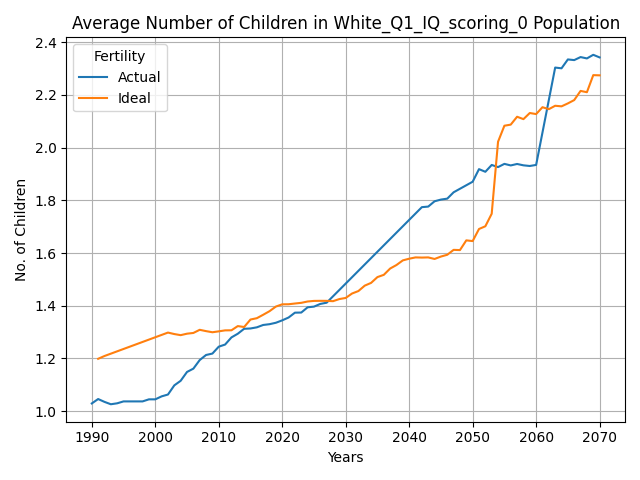 Average Number of Children in White_Q1_IQ_scoring_0 Population
No. of Children
2.4
2.2
2.0
1.8
1.6
1.4
1.2
1.0
Fertility
Actual
Ideal
1990 2000 2010 2020 2030 2040 2050 2060 2070
Years